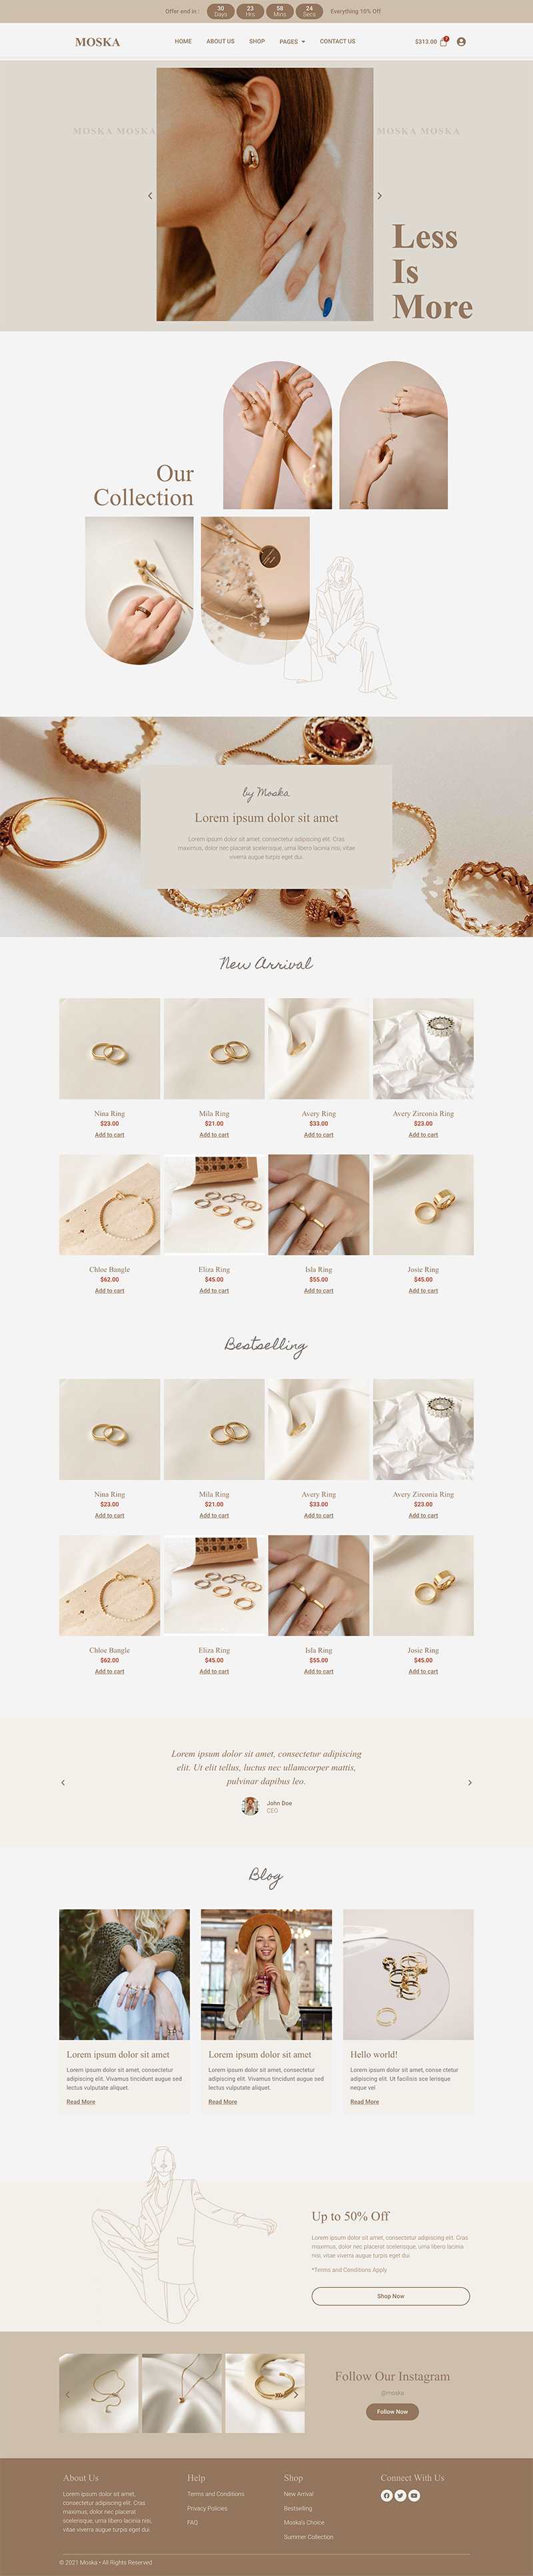 Offer end in :
30
Days
23
Hrs
58
Mins
24
Secs
Everything 10% Off
MOSKA
HOME
ABOUT US
SHOP
PAGES
CONTACT US
$313.00
MOSKA MOSKA
MOSKA MOSKA
Less
Is
More
Our
Collection
by Moska
Lorem ipsum dolor sit amet
Lorem ipsum dolor sit amet, consectetur adipiscing elit. Cras
maximus, dolor nec placerat scelerisque, urna libero lacinia nisi, vitae
viverra augue turpis eget dui.
New Arrival
Nina Ring
$23.00
Add to cart
Mila Ring
$21.00
Add to cart
Avery Ring
$33.00
Add to cart
Avery Zirconia Ring
$23.00
Add to cart
Chloe Bangle
$62.00
Add to cart
Eliza Ring
$45.00
Add to cart
Isla Ring
$55.00
Add to cart
Josie Ring
$45.00
Add to cart
Bestselling
Nina Ring
$23.00
Add to cart
Mila Ring
$21.00
Add to cart
Avery Ring
$33.00
Add to cart
Avery Zirconia Ring
$23.00
Add to cart
Chloe Bangle
$62.00
Add to cart
Eliza Ring
$45.00
Add to cart
Isla Ring
$55.00
Add to cart
Josie Ring
$45.00
Add to cart
Lorem ipsum dolor sit amet, consectetur adipiscing
elit. Ut elit tellus, luctus nec ullamcorper mattis,
pulvinar dapibus leo.
John Doe
CEO
Blog
Lorem ipsum dolor sit amet
Lorem ipsum dolor sit amet, consectetur
adipiscing elit. Vivamus tincidunt augue sed
lectus vulputate aliquet.
Read More
Lorem ipsum dolor sit amet
Lorem ipsum dolor sit amet, consectetur
adipiscing elit. Vivamus tincidunt augue sed
lectus vulputate aliquet.
Read More
Hello world!
Lorem ipsum dolor sit amet, conse ctetur
adipiscing elit. Ut facilisis sce lerisque
neque vel
Read More
Up to 50% Off
Lorem ipsum dolor sit amet, consectetur adipiscing elit. Cras
maximus, dolor nec placerat scelerisque, urna libero lacinia
nisi, vitae viverra augue turpis eget dui.
*Terms and Conditions Apply
Shop Now
Follow Our Instagram
@moska
Follow Now
About Us
Lorem ipsum dolor sit amet,
consectetur adipiscing elit. Cras
maximus, dolor nec placerat
scelerisque, urna libero lacinia nisi,
vitae viverra augue turpis eget dui.
Help
Terms and Conditions
Privacy Policies
FAQ
Shop
New Arrival
Bestselling
Moska's Choice
Summer Collection
Connect With Us
© 2021 Moska • All Rights Reserved